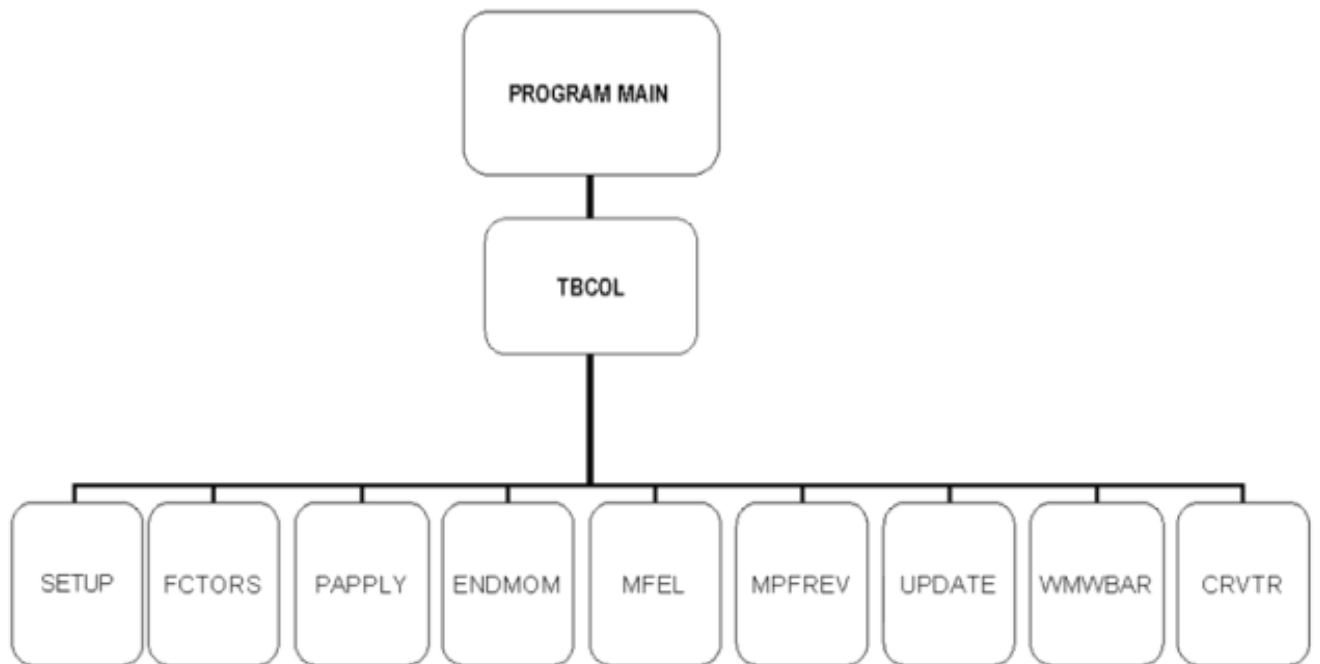 PROGRAM MAIN
TBCOL
SETUP
FCTORS
PAPPLY
ENDMOM
MFEL
MPFREV
UPDATE
WMWBAR
CRVTR